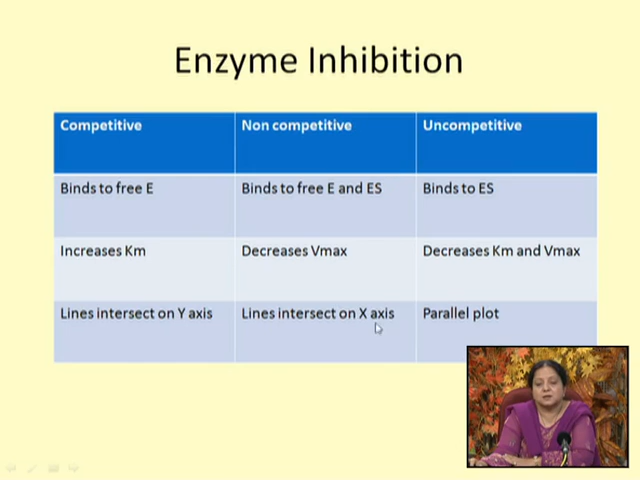 Enzyme Inhibition
Competitive Non competitive Uncompetitive
Binds to free E Binds to free E and ES Binds to ES
Increases Km Decreases Vmax Decreases Km and Vmax
Lines intersect on Y axis Lines intersect on X axis Parallel plot